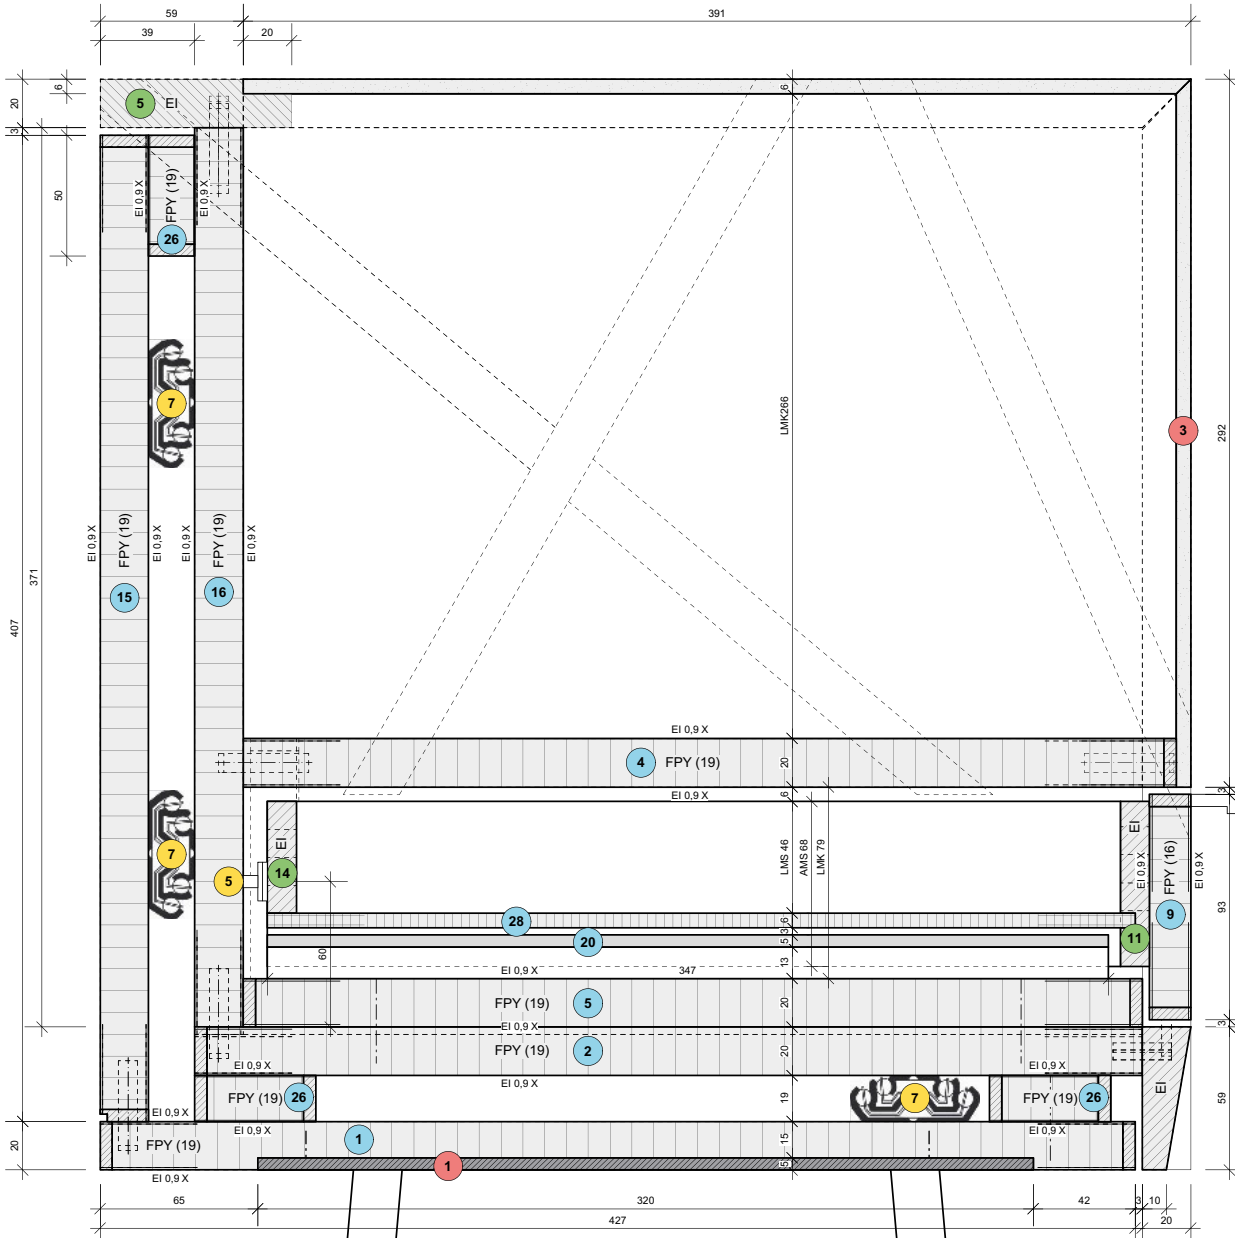 59
391
39
20
6
20
3
5
EI
6
50
EI 0,9 X
FPY (19)
EI 0,9 X
26
7
LMK266
3
292
EI 0,9 X
FPY (19)
EI 0,9 X
EI 0,9 X
FPY (19)
EI 0,9 X
371
407
15
16
EI 0,9 X
4
FPY (19)
20
EI 0,9 X
6
3
EI
EI
7
5
14
LMS 46
AMS 68
LMK 79
EI 0,9 X
FPY (16)
EI 0,9 X
9
93
28
6
3
20
5
11
60
13
EI 0,9 X
347
FPY (19)
5
20
EI 0,9 X
3
FPY (19)
2
20
EI 0,9 X
EI 0,9 X
EI 0,9 X
EI
FPY (19)
26
19
7
FPY (19)
26
59
EI 0,9 X
EI 0,9 X
EI 0,9 X
20
FPY (19)
1
15
1
5
EI 0,9 X
65
320
42
3
10
427
20